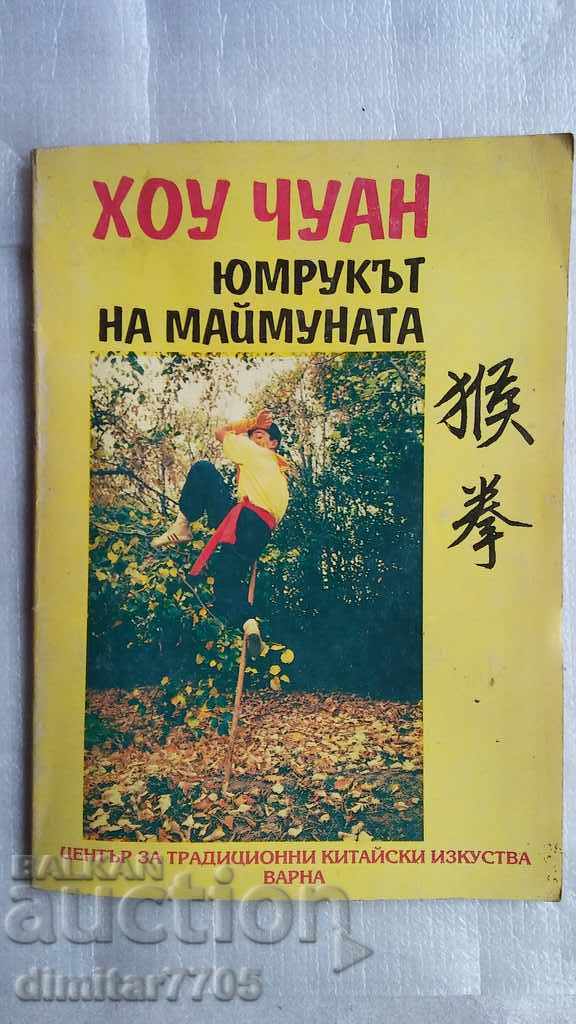 ХОУ ЧУАН
ЮМРУКЪТ
НА МАЙМУНАТА
猴
拳
ЦЕНТЪР ЗА ТРАДИЦИОННИ КИТАЙСКИ ИЗКУСТВА
ВАРНА
BALKAN
auction
dimitar7705